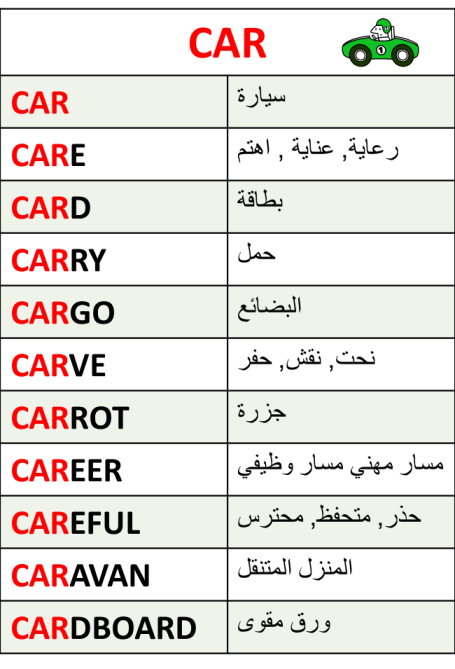 CAR
1
CAR سيارة
CARE رعاية, عناية , اهتم
CARD بطاقة
CARRY حمل
CARGO البضائع
CARVE نحت, نقش, حفر
CARROT جزرة
CAREER مسار مهني مسار وظيفي
CAREFUL حذر, متحفظ, محترس
CARAVAN المنزل المتنقل
CARDBOARD ورق مقوى